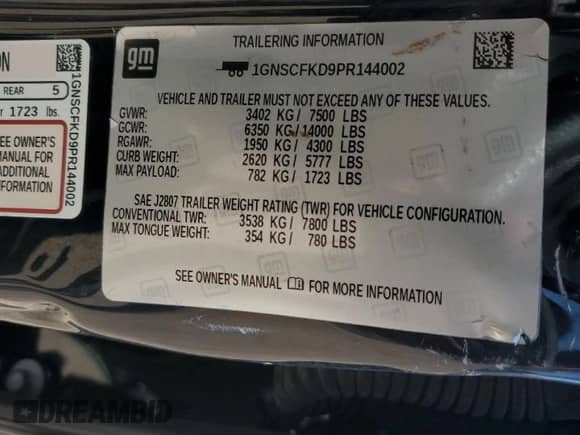 ON
REAR 5
r 1723 lbs.
EE OWNER'S
MANUAL FOR
ADDITIONAL
FORMATION
1GNSCFKD9PR144002
gm
TRAILERING INFORMATION
1GNSCFKD9PR144002
VEHICLE AND TRAILER MUST NOT EXCEED ANY OF THESE VALUES.
GVWR: 3402 KG/ 7500 LBS
GCWR: 6350 KG/14000 LBS
RGAWR: 1950 KG/ 4300 LBS
CURB WEIGHT: 2620 KG/ 5777 LBS
MAX PAYLOAD: 782 KG/ 1723 LBS
SAE J2807 TRAILER WEIGHT RATING (TWR) FOR VEHICLE CONFIGURATION.
CONVENTIONAL TWR: 3538 KG/ 7800 LBS
MAX TONGUE WEIGHT: 354 KG/ 780 LBS
SEE OWNER'S MANUAL FOR MORE INFORMATION
DREAMBID